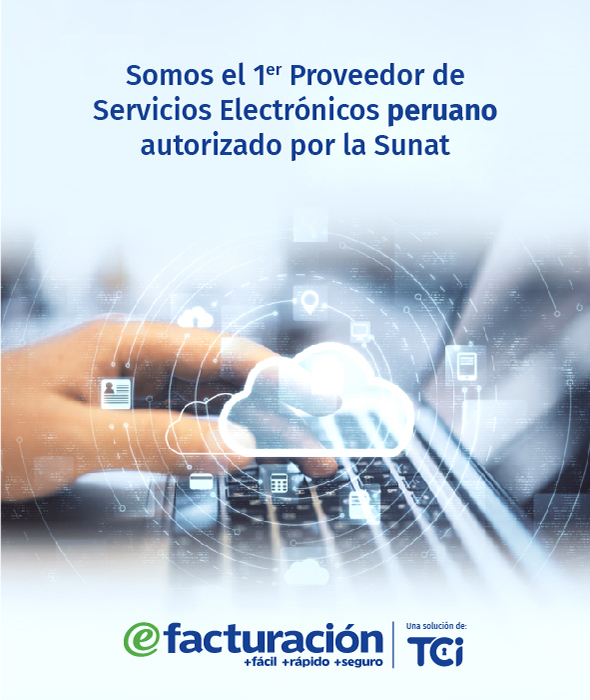 Somos el 1er Proveedor de
Servicios Electrónicos peruano
autorizado por la Sunat
efacturación
+fácil +rápido +seguro
Una solución de:
TCi